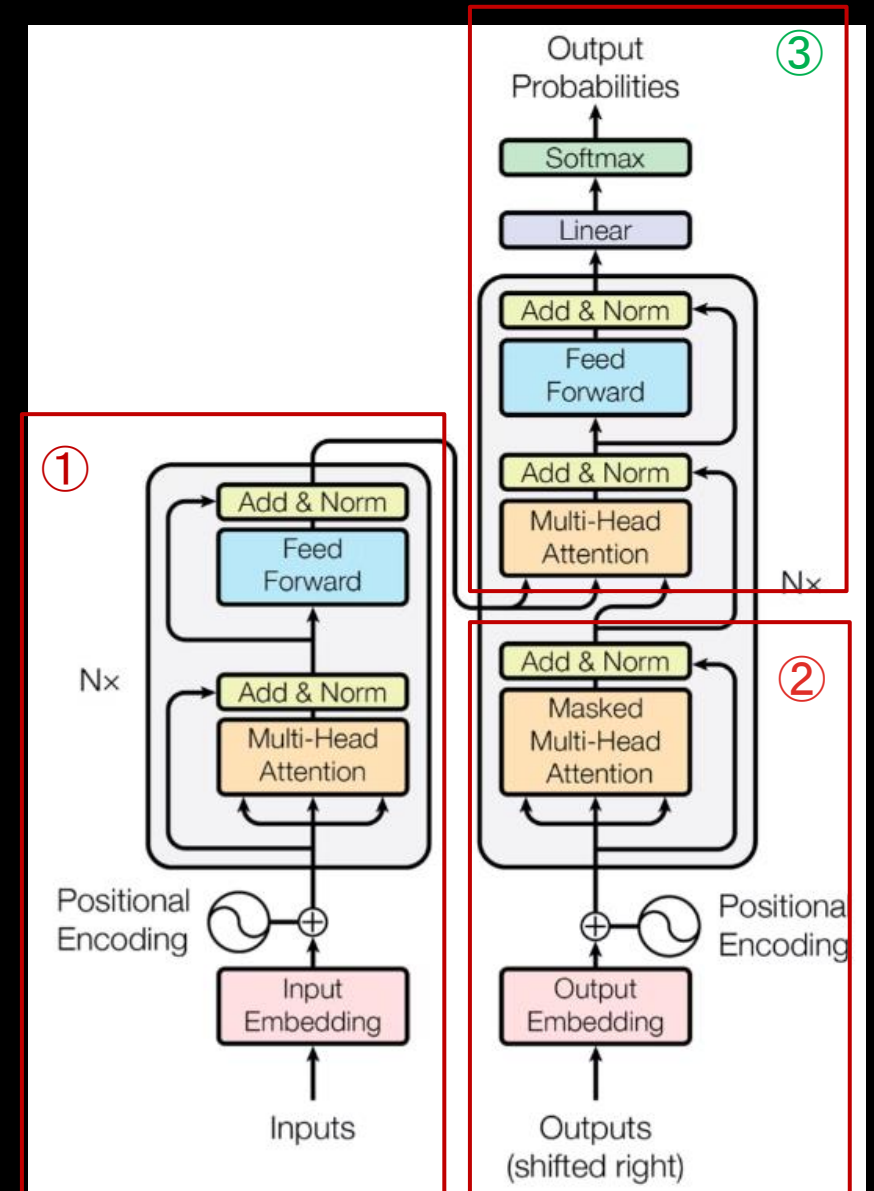 ①
Add & Norm
Feed
Forward
Nx
Add & Norm
Multi-Head
Attention
Positional
Encoding
Input
Embedding
Inputs
③
Output
Probabilities
Softmax
Linear
Add & Norm
Feed
Forward
Add & Norm
Multi-Head
Attention
Nx
②
Add & Norm
Masked
Multi-Head
Attention
Positional
Encoding
Output
Embedding
Outputs
(shifted right)